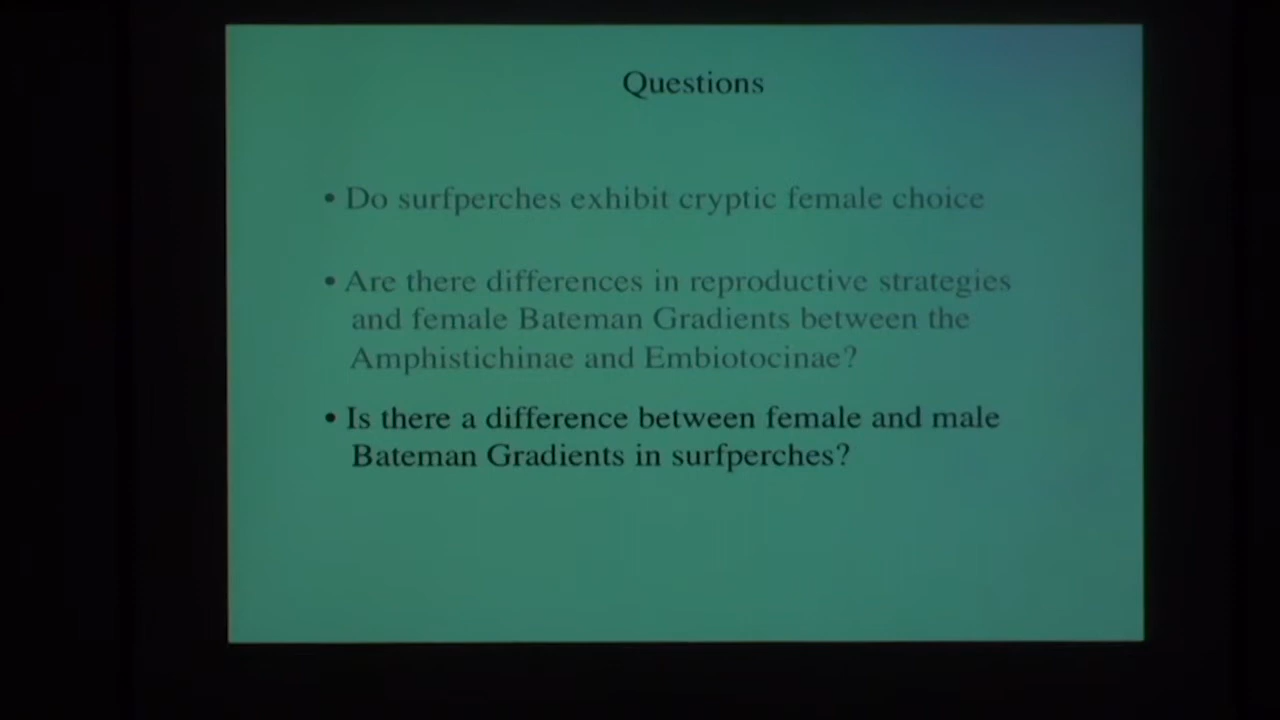 Questions
• Do surfperches exhibit cryptic female choice
• Are there differences in reproductive strategies
and female Bateman Gradients between the
Amphistichinae and Embiotocinae?
• Is there a difference between female and male
Bateman Gradients in surfperches?